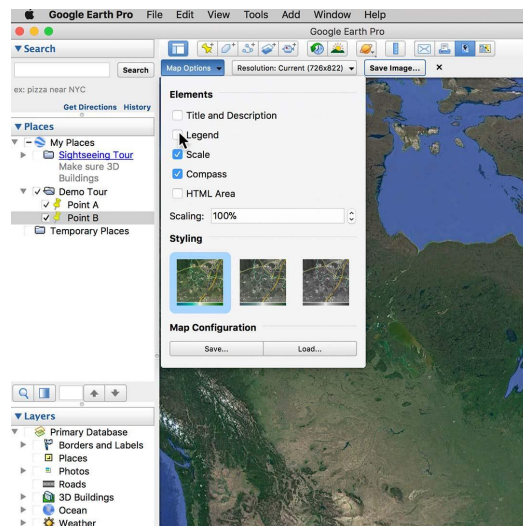 Google Earth Pro File Edit View Tools Add Window Help
Google Earth Pro
Search
Search
ex: pizza near NYC
Get Directions History
Places
My Places
Sightseeing Tour
Make sure 3D
Buildings
Demo Tour
Point A
Point B
Temporary Places
Layers
Primary Database
Borders and Labels
Places
Photos
Roads
3D Buildings
Ocean
Weather
Map Options Resolution: Current (726x822) Save Image... ×
Elements
Title and Description
Legend
Scale
Compass
HTML Area
Scaling: 100%
Styling
Map Configuration
Save... Load...